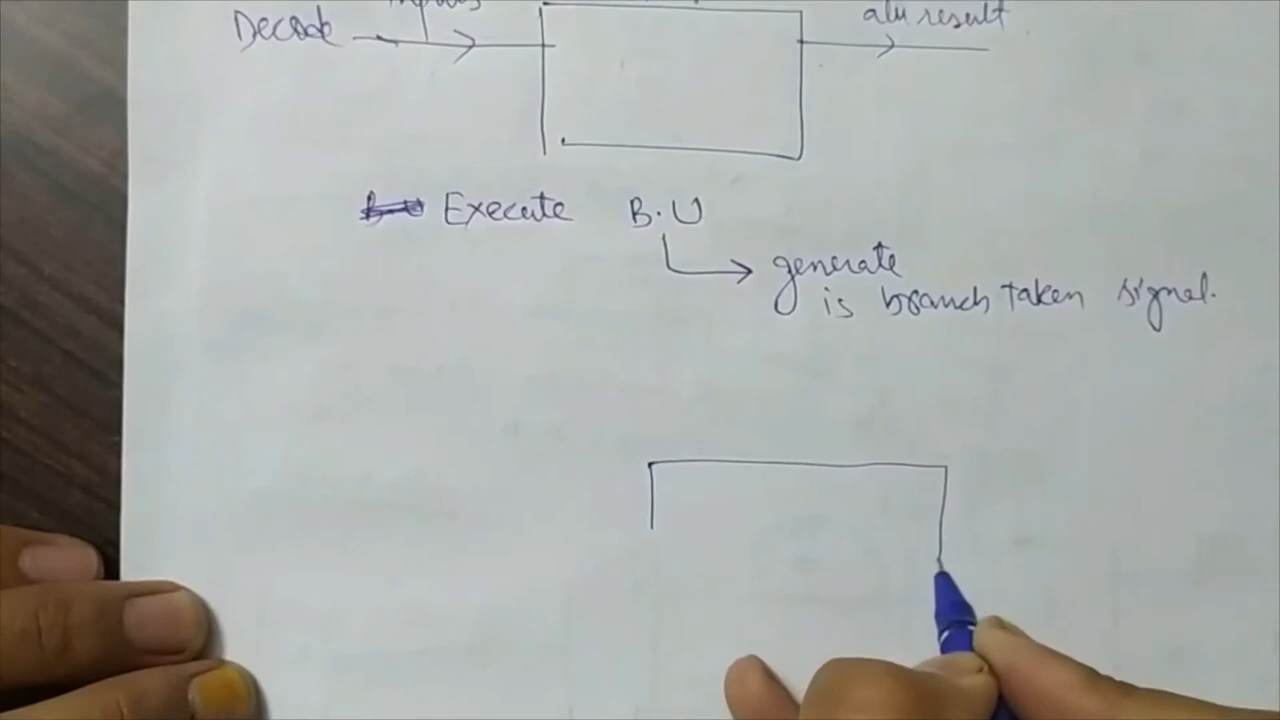 Decode
alu result
Execute B.U
generate
is branch taken signal.